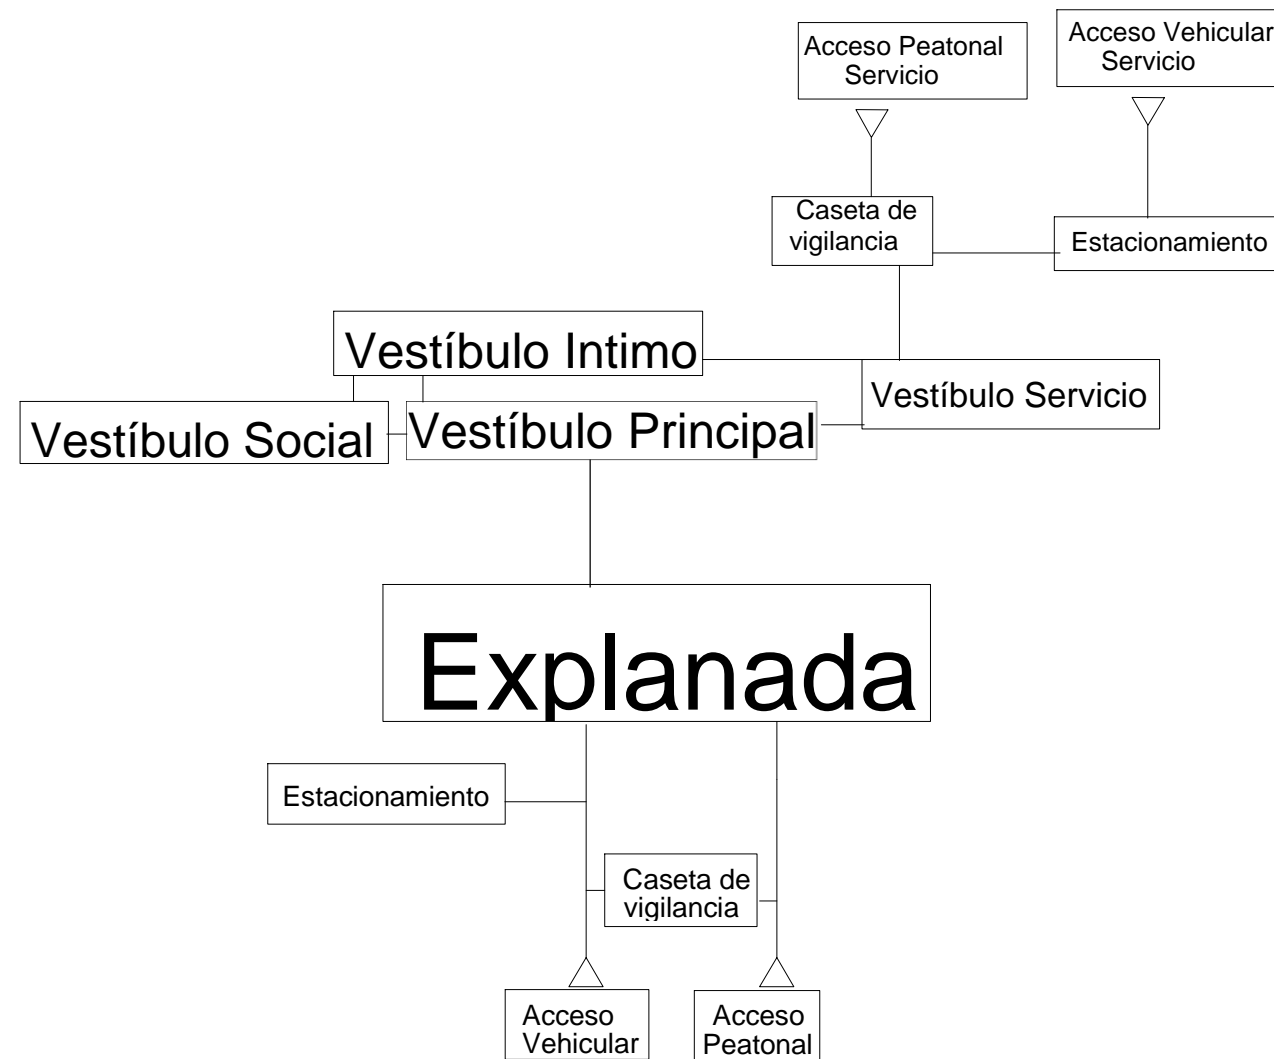 Acceso Peatonal
Servicio
Acceso Vehicular
Servicio
Caseta de
vigilancia
Estacionamiento
Vestíbulo Intimo
Vestíbulo Servicio
Vestíbulo Social
Vestíbulo Principal
Explanada
Estacionamiento
Caseta de
vigilancia
Acceso
Vehicular
Acceso
Peatonal